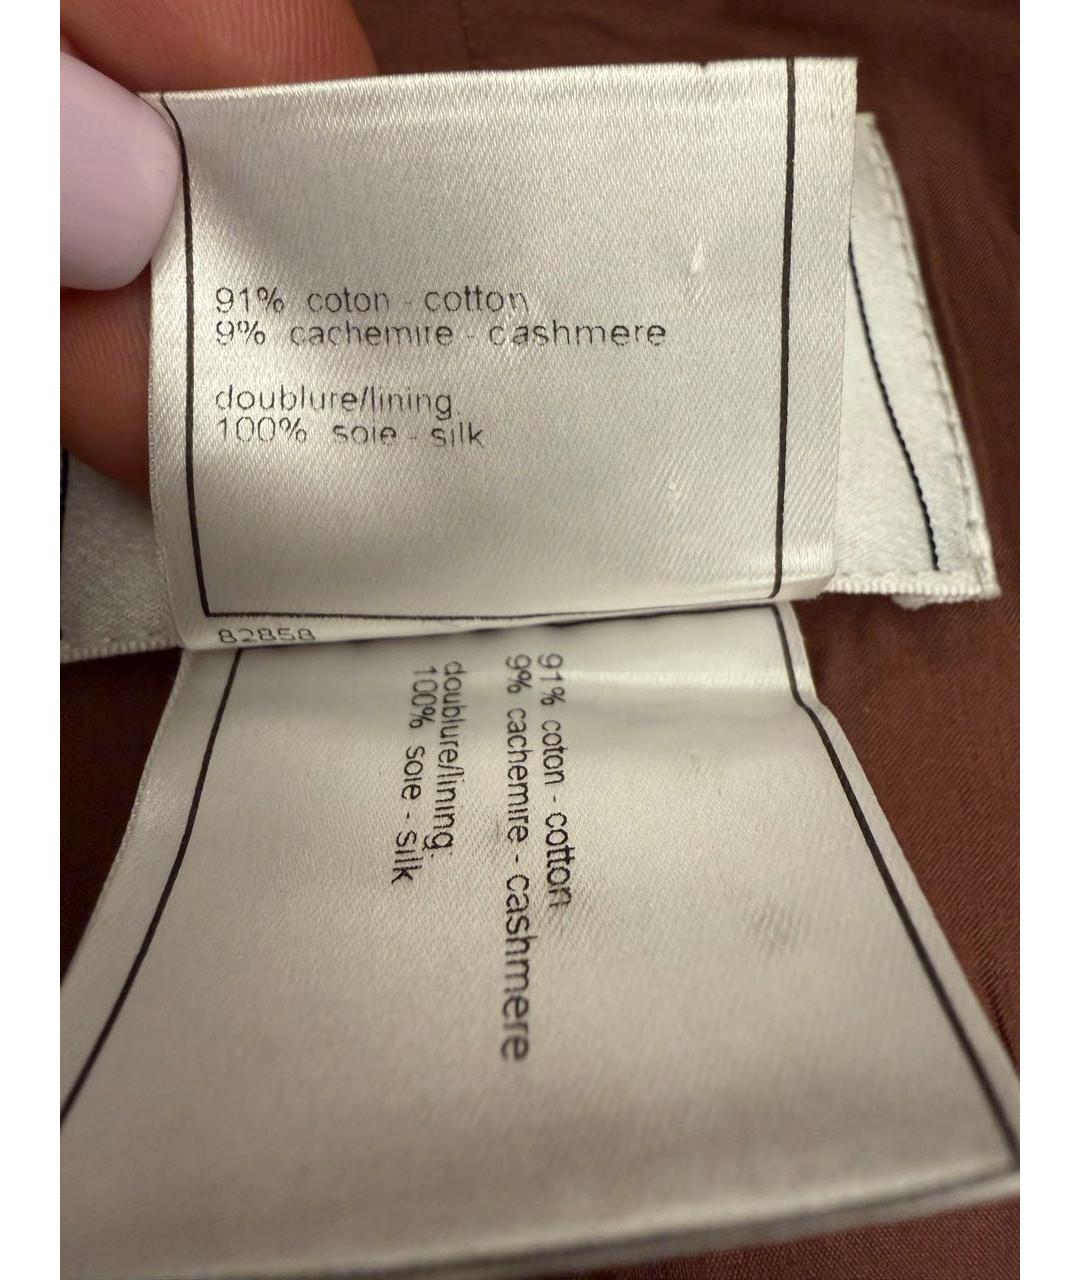 91% coton - cotton
9% cachemire - cashmere
doublure/lining
100% soie - silk
82858
91% coton - cotton
9% cachemire - cashmere
doublure/lining:
100% soie - silk